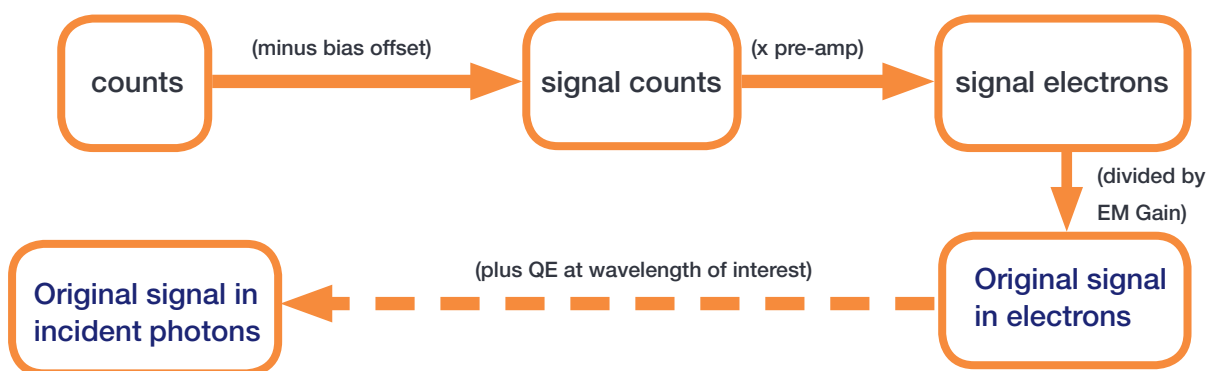 counts
(minus bias offset)
signal counts
(x pre-amp)
signal electrons
(divided by
EM Gain)
Original signal
in electrons
(plus QE at wavelength of interest)
Original signal in
incident photons